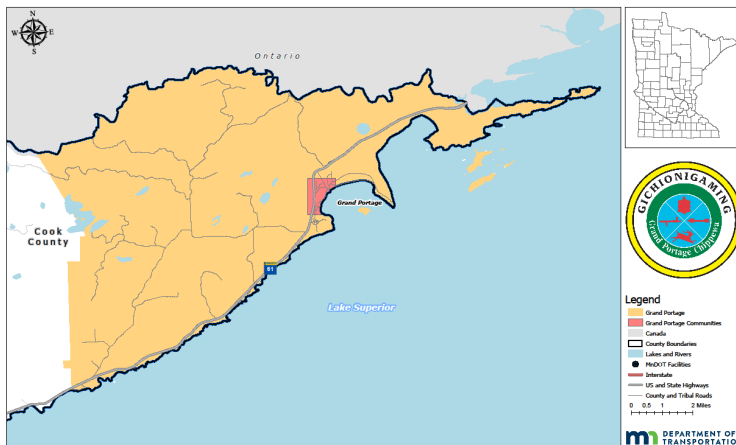 N
W E
S
Ontario
Cook
County
Grand Portage
61
Lake Superior
GICHIONIGAMING
Grand Portage Chippewa
Legend
Grand Portage
Grand Portage Communities
Canada
County Boundaries
Lakes and Rivers
MnDOT Facilities
Interstate
US and State Highways
County and Tribal Roads
0 0.5 1 2 Miles
DEPARTMENT OF
TRANSPORTATIO